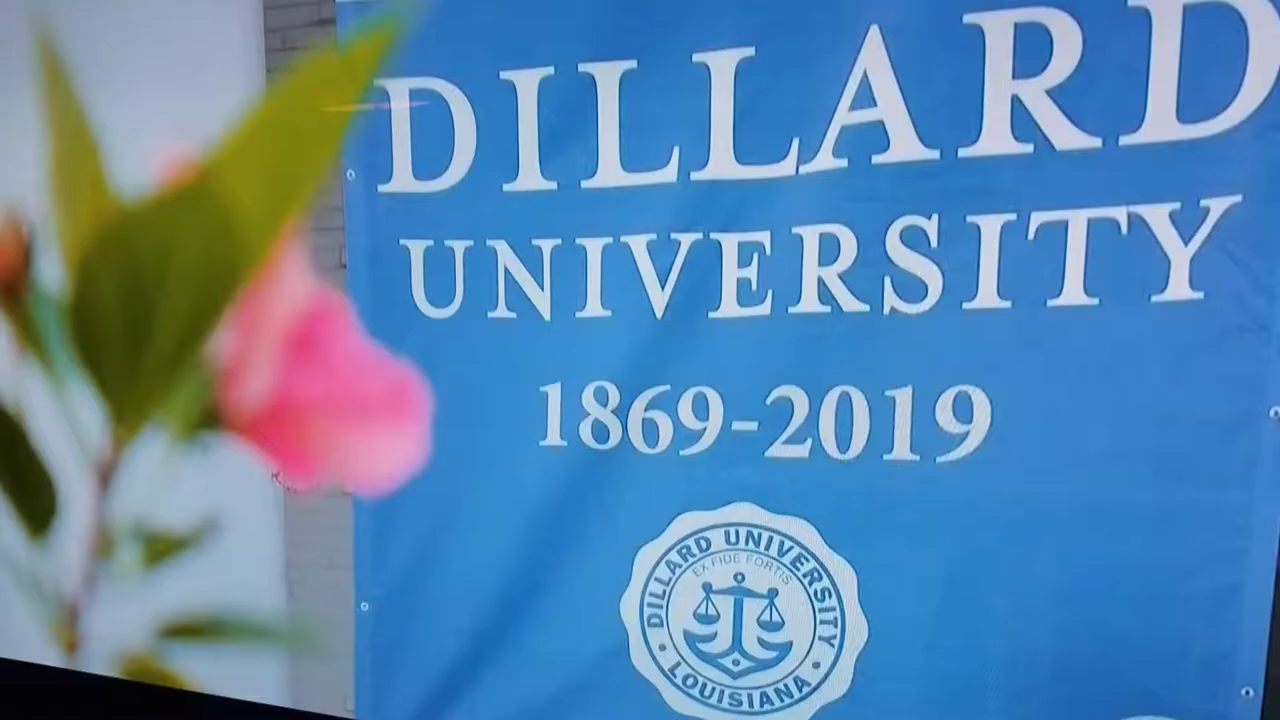 DILLARD
UNIVERSITY
1869-2019
DILLARD UNIVERSITY
EX FIDE FORTIS
LOUISIANA